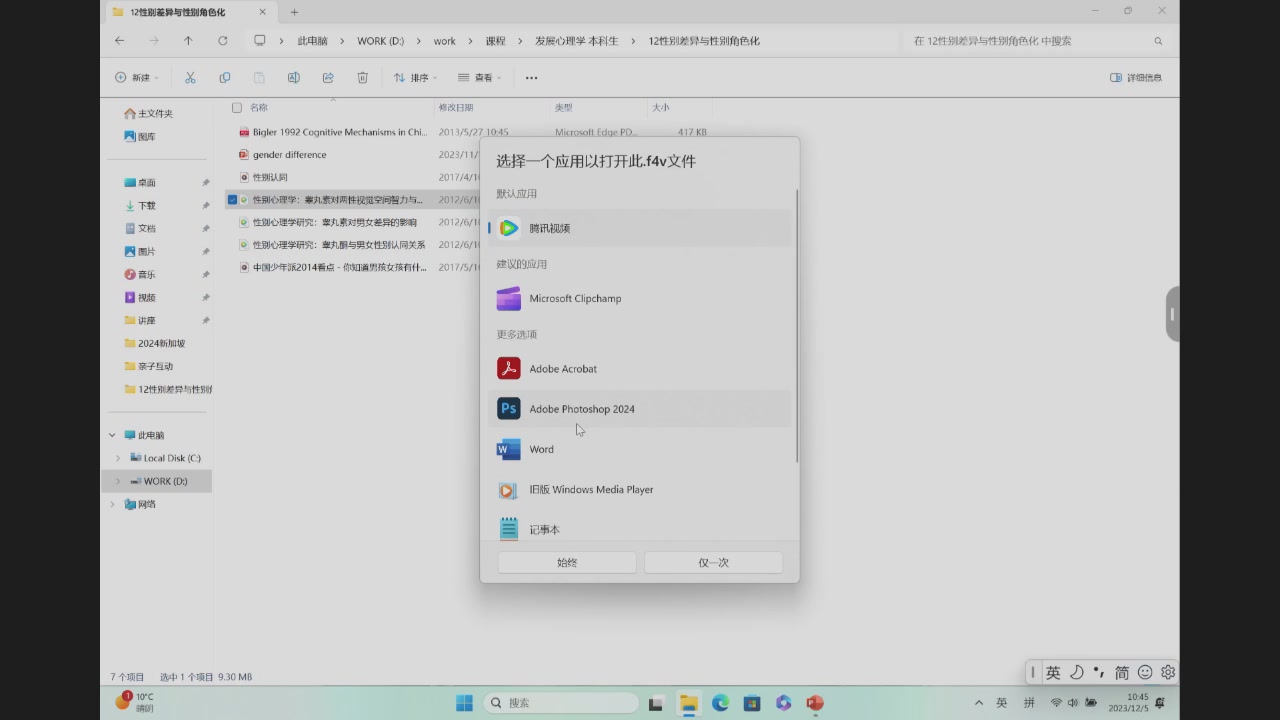 12性别差异与性别角色化
此电脑 > WORK (D:) > work > 课程 > 发展心理学 本科生 > 12性别差异与性别角色化
在 12性别差异与性别角色化 中搜索
新建
排序
查看
详细信息
主文件夹
图库
桌面
下载
文档
图片
音乐
视频
讲座
2024新加坡
亲子互动
12性别差异与性别
此电脑
Local Disk (C:)
WORK (D:)
网络
名称 修改日期 类型 大小
Bigler 1992 Cognitive Mechanisms in Chi... 2013/5/27 10:45 Microsoft Edge PD... 417 KB
gender difference 2023/11/
性别认同 2017/4/1
性别心理学：睾丸素对两性视觉空间智力与... 2012/6/1
性别心理学研究：睾丸素对男女差异的影响 2012/6/1
性别心理学研究：睾丸酮与男女性别认同关系 2012/6/1
中国少年派2014看点 - 你知道男孩女孩有什... 2017/5/1
选择一个应用以打开此.f4v文件
默认应用
腾讯视频
建议的应用
Microsoft Clipchamp
更多选项
Adobe Acrobat
Ps Adobe Photoshop 2024
W Word
旧版 Windows Media Player
记事本
始终 仅一次
7 个项目 选中 1 个项目 9.30 MB
英 简
1 10°C
晴朗
搜索
英 拼
10:45
2023/12/5